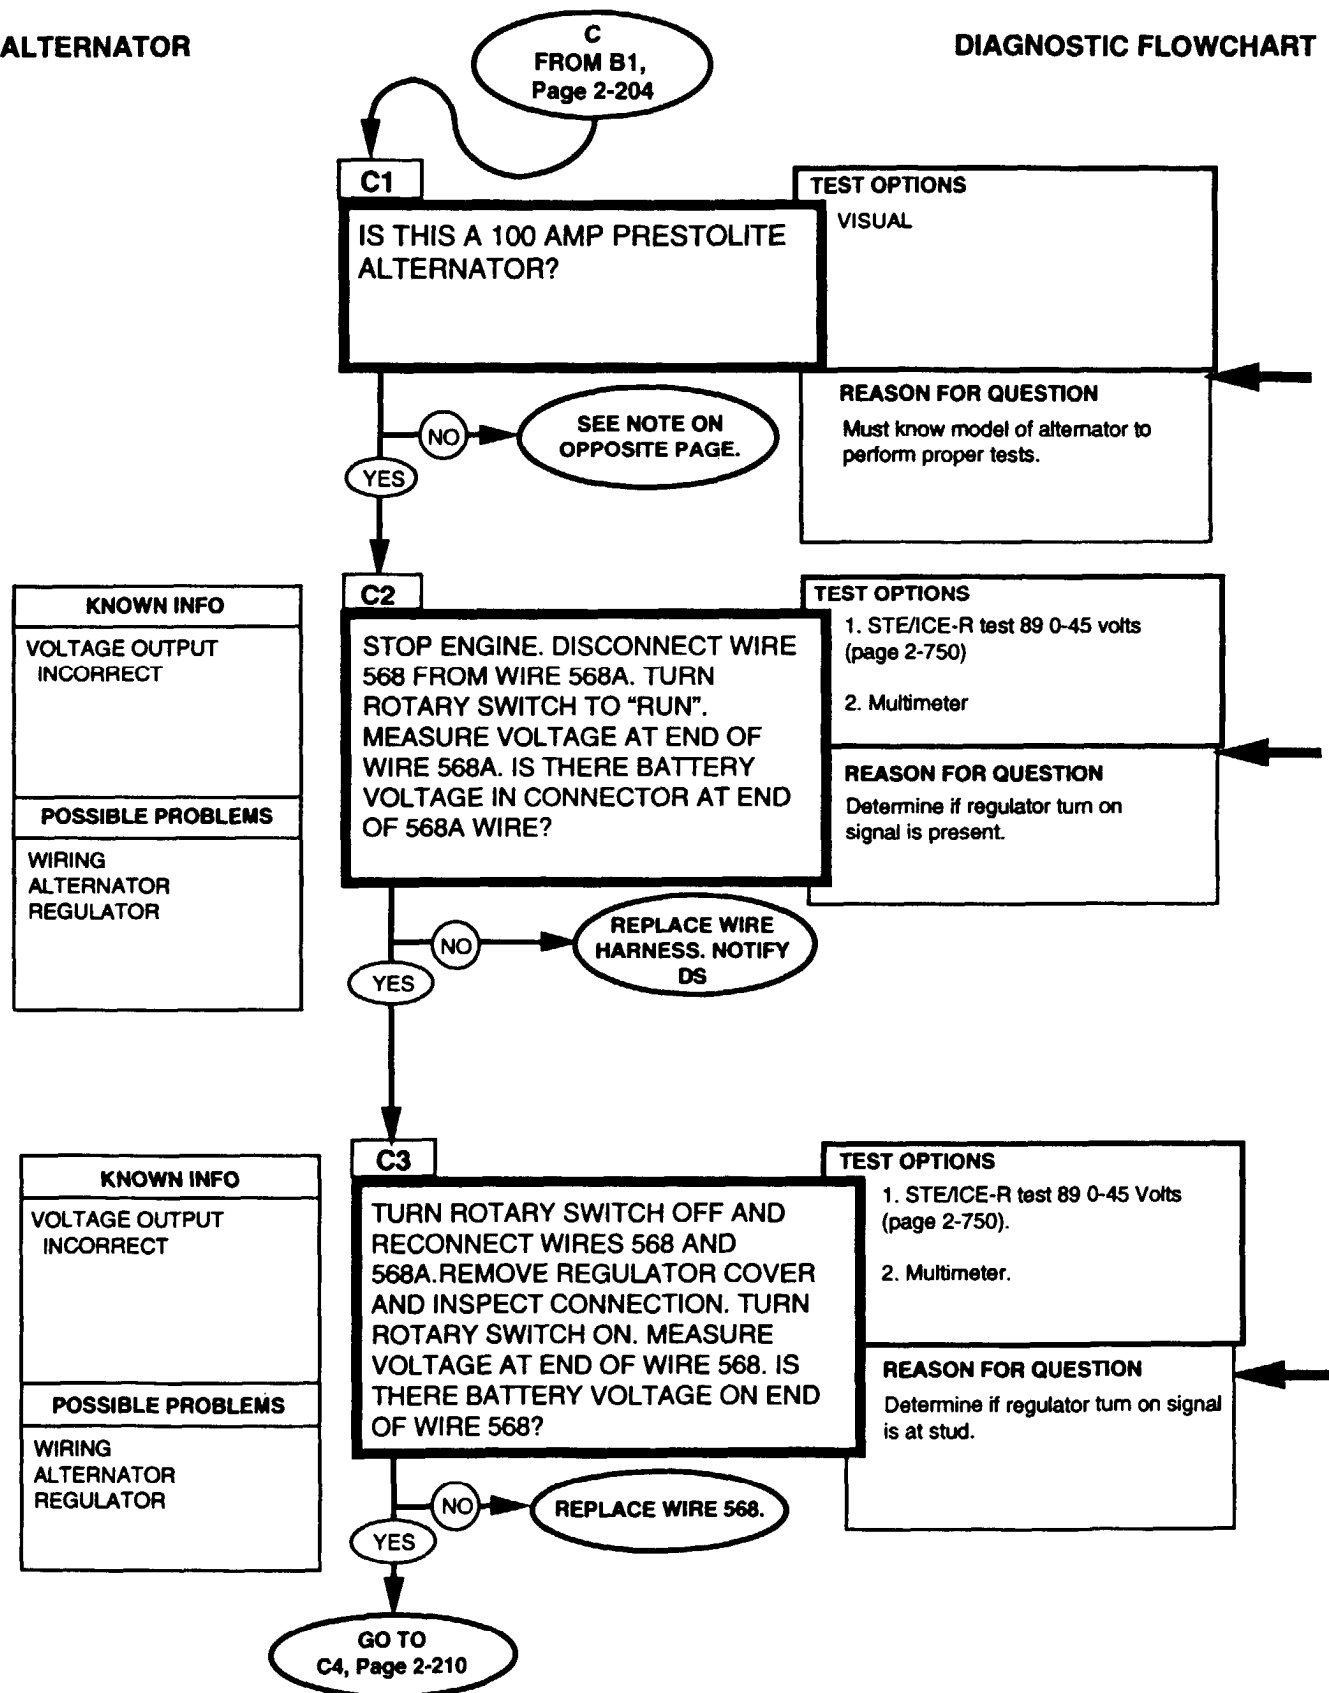 ALTERNATOR
DIAGNOSTIC FLOWCHART
C
FROM B1,
Page 2-204
C1
IS THIS A 100 AMP PRESTOLITE
ALTERNATOR?
TEST OPTIONS
VISUAL
REASON FOR QUESTION
Must know model of alternator to
perform proper tests.
NO
SEE NOTE ON
OPPOSITE PAGE.
YES
KNOWN INFO
VOLTAGE OUTPUT
INCORRECT
POSSIBLE PROBLEMS
WIRING
ALTERNATOR
REGULATOR
C2
STOP ENGINE. DISCONNECT WIRE
568 FROM WIRE 568A. TURN
ROTARY SWITCH TO “RUN”.
MEASURE VOLTAGE AT END OF
WIRE 568A. IS THERE BATTERY
VOLTAGE IN CONNECTOR AT END
OF 568A WIRE?
TEST OPTIONS
1. STE/ICE-R test 89 0-45 volts
(page 2-750)
2. Multimeter
REASON FOR QUESTION
Determine if regulator turn on
signal is present.
NO
REPLACE WIRE
HARNESS. NOTIFY
DS
YES
KNOWN INFO
VOLTAGE OUTPUT
INCORRECT
POSSIBLE PROBLEMS
WIRING
ALTERNATOR
REGULATOR
C3
TURN ROTARY SWITCH OFF AND
RECONNECT WIRES 568 AND
568A.REMOVE REGULATOR COVER
AND INSPECT CONNECTION. TURN
ROTARY SWITCH ON. MEASURE
VOLTAGE AT END OF WIRE 568. IS
THERE BATTERY VOLTAGE ON END
OF WIRE 568?
TEST OPTIONS
1. STE/ICE-R test 89 0-45 Volts
(page 2-750).
2. Multimeter.
REASON FOR QUESTION
Determine if regulator turn on signal
is at stud.
NO
REPLACE WIRE 568.
YES
GO TO
C4, Page 2-210